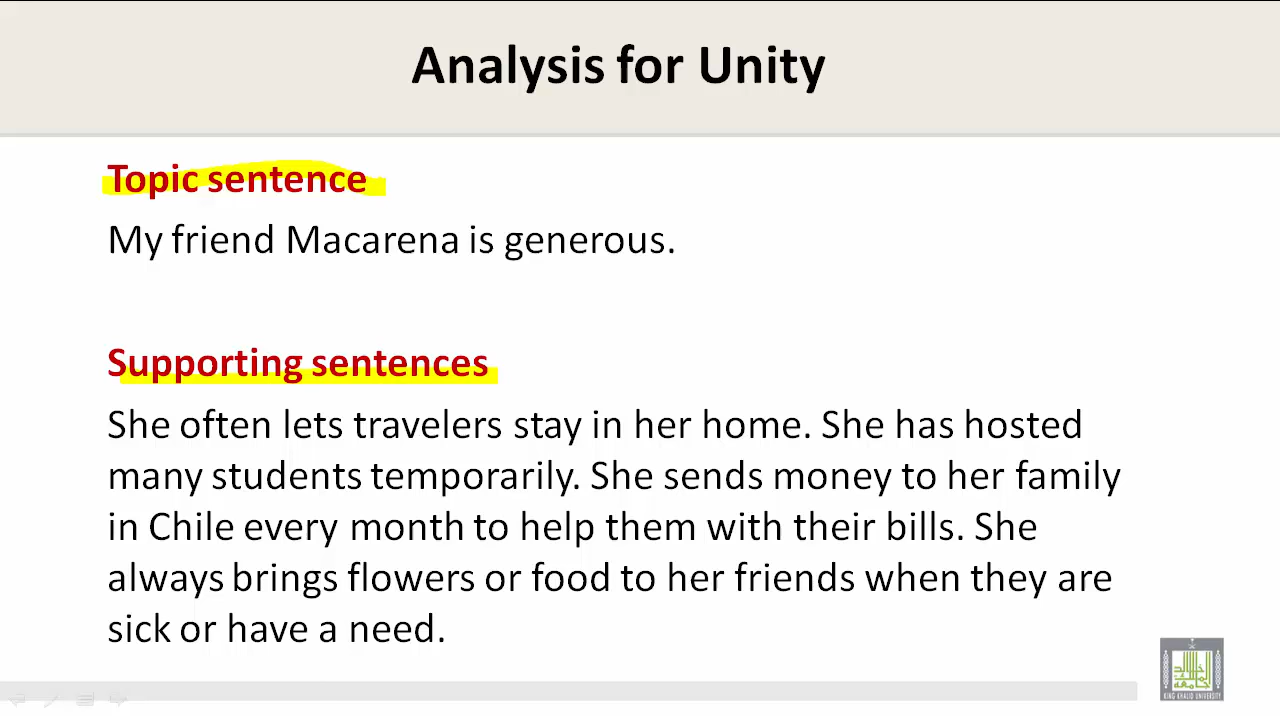 Analysis for Unity
Topic sentence
My friend Macarena is generous.
Supporting sentences
She often lets travelers stay in her home. She has hosted
many students temporarily. She sends money to her family
in Chile every month to help them with their bills. She
always brings flowers or food to her friends when they are
sick or have a need.
KING KHALID UNIVERSITY